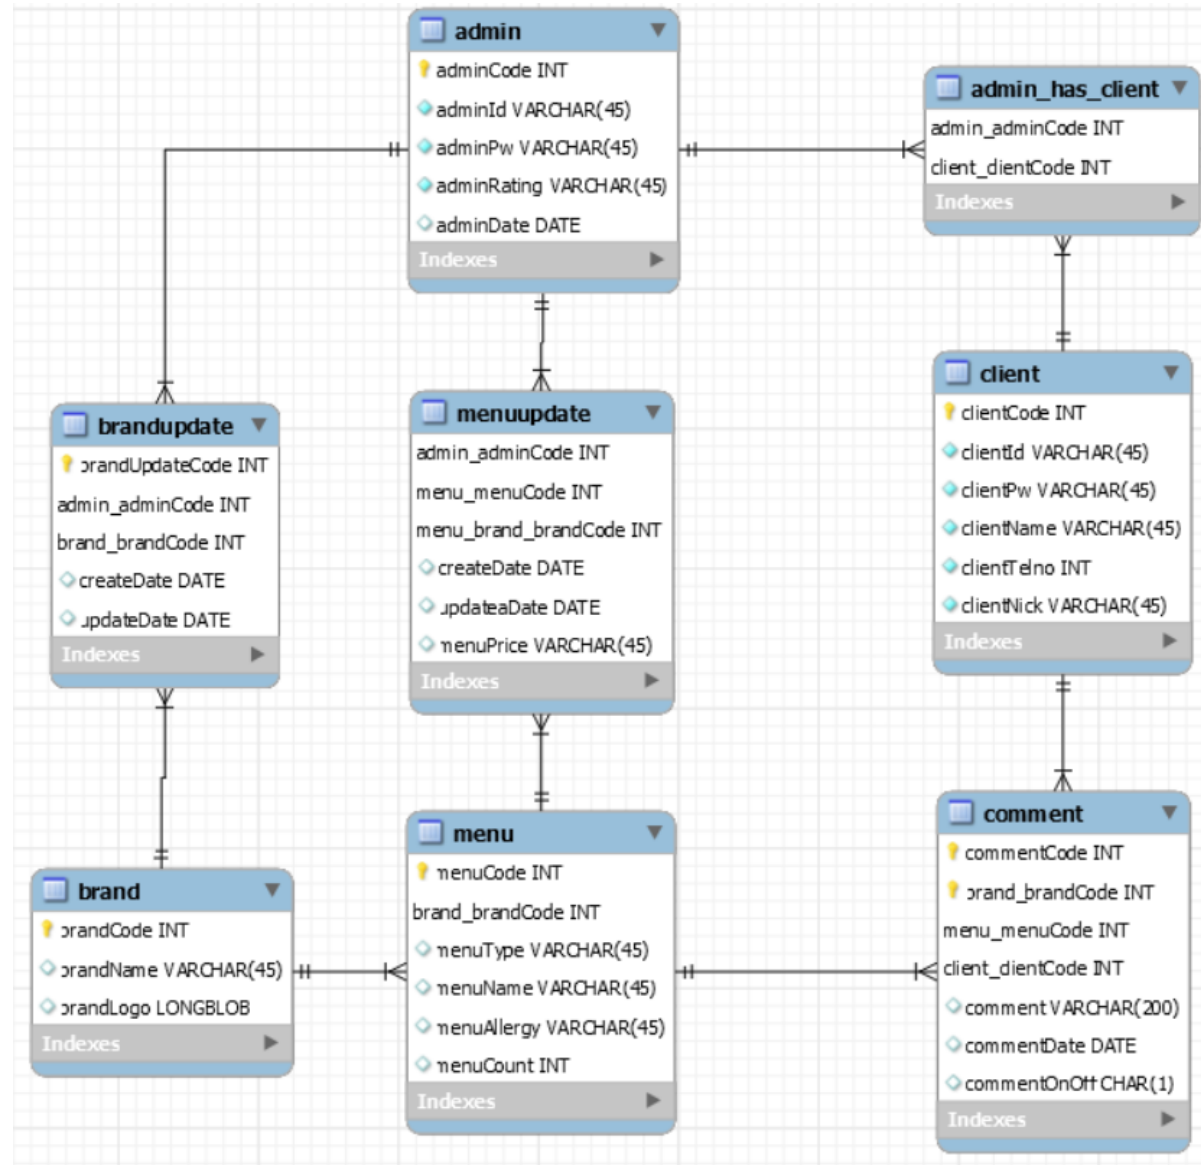 admin
adminCode INT
adminId VARCHAR(45)
adminPw VARCHAR(45)
adminRating VARCHAR(45)
adminDate DATE
Indexes
admin_has_client
admin_adminCode INT
client_clientCode INT
Indexes
brandupdate
brandUpdateCode INT
admin_adminCode INT
brand_brandCode INT
createDate DATE
updateDate DATE
Indexes
menuupdate
admin_adminCode INT
menu_menuCode INT
menu_brand_brandCode INT
createDate DATE
updateaDate DATE
menuPrice VARCHAR(45)
Indexes
client
clientCode INT
clientId VARCHAR(45)
clientPw VARCHAR(45)
clientName VARCHAR(45)
clientTelno INT
clientNick VARCHAR(45)
Indexes
brand
brandCode INT
brandName VARCHAR(45)
brandLogo LONGBLOB
Indexes
menu
menuCode INT
brand_brandCode INT
menuType VARCHAR(45)
menuName VARCHAR(45)
menuAllergy VARCHAR(45)
menuCount INT
Indexes
comment
commentCode INT
brand_brandCode INT
menu_menuCode INT
client_clientCode INT
comment VARCHAR(200)
commentDate DATE
commentOnOff CHAR(1)
Indexes